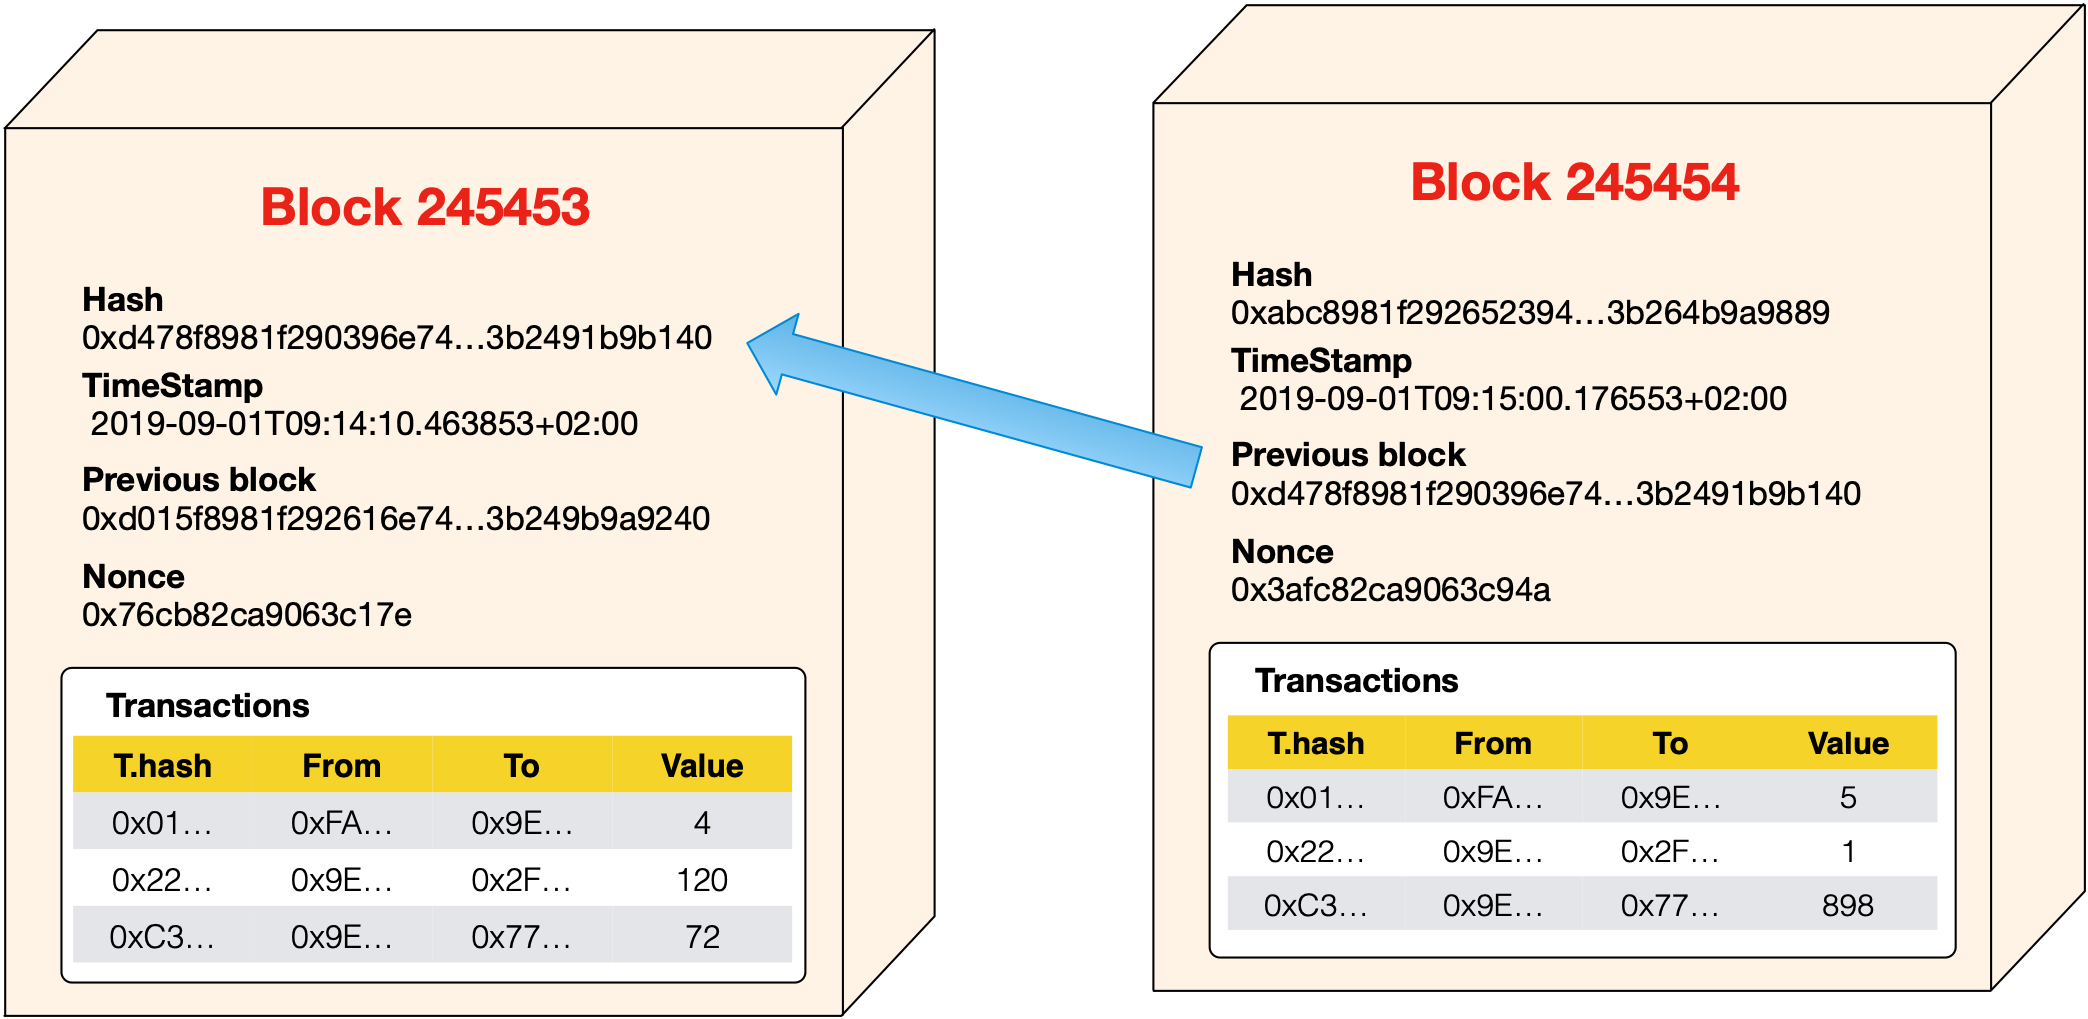 Block 245453
Hash
0xd478f8981f290396e74...3b2491b9b140
TimeStamp
2019-09-01T09:14:10.463853+02:00
Previous block
0xd015f8981f292616e74...3b249b9a9240
Nonce
0x76cb82ca9063c17e
Transactions
T.hash From To Value
0x01... 0xFA... 0x9E... 4
0x22... 0x9E... 0x2F... 120
0xC3... 0x9E... 0x77... 72
Block 245454
Hash
0xabc8981f292652394...3b264b9a9889
TimeStamp
2019-09-01T09:15:00.176553+02:00
Previous block
0xd478f8981f290396e74...3b2491b9b140
Nonce
0x3afc82ca9063c94a
Transactions
T.hash From To Value
0x01... 0xFA... 0x9E... 5
0x22... 0x9E... 0x2F... 1
0xC3... 0x9E... 0x77... 898